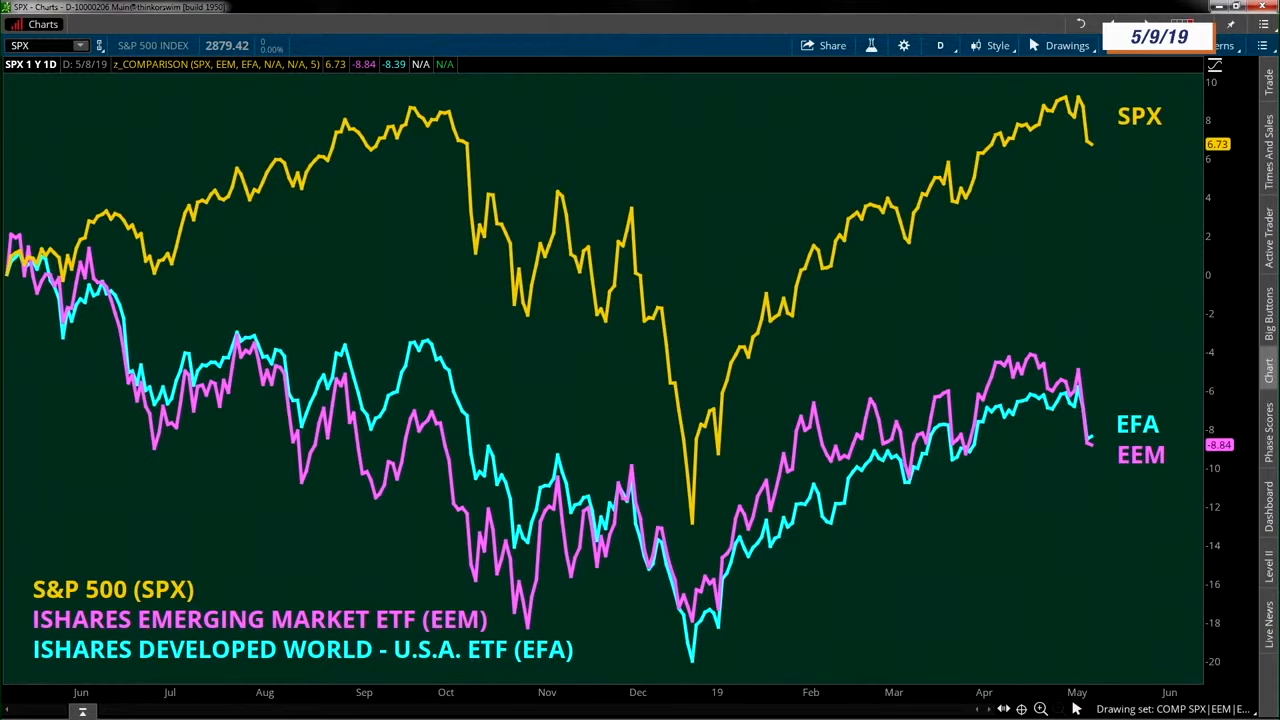 SPX - Charts - D-10000206 Main@thinkorswim [build 1950]
Charts
5/9/19
SPX S&P 500 INDEX 2879.42 0 0.00% Share D Style Drawings
SPX 1 Y 1D D: 5/8/19 z_COMPARISON (SPX, EEM, EFA, N/A, N/A, 5) 6.73 -8.84 -8.39 N/A N/A
10
8
6.73
6
4
2
0
-2
-4
-6
-8
-8.84
-10
-12
-14
-16
-18
-20
SPX
EFA
EEM
S&P 500 (SPX)
ISHARES EMERGING MARKET ETF (EEM)
ISHARES DEVELOPED WORLD - U.S.A. ETF (EFA)
Jun Jul Aug Sep Oct Nov Dec 19 Feb Mar Apr May Jun
Drawing set: COMP SPX|EEM|E...
Trade
Times And Sales
Active Trader
Big Buttons
Chart
Phase Scores
Dashboard
Level II
Live News